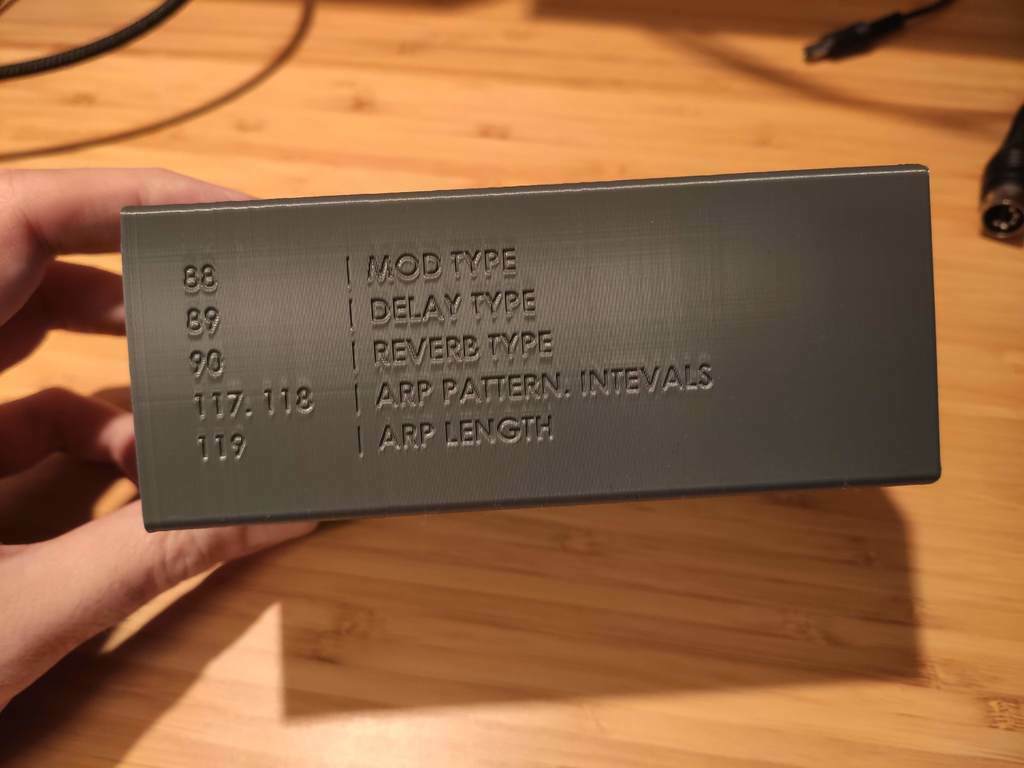 88 | MOD TYPE
89 | DELAY TYPE
90 | REVERB TYPE
117. 118 | ARP PATTERN. INTEVALS
119 | ARP LENGTH